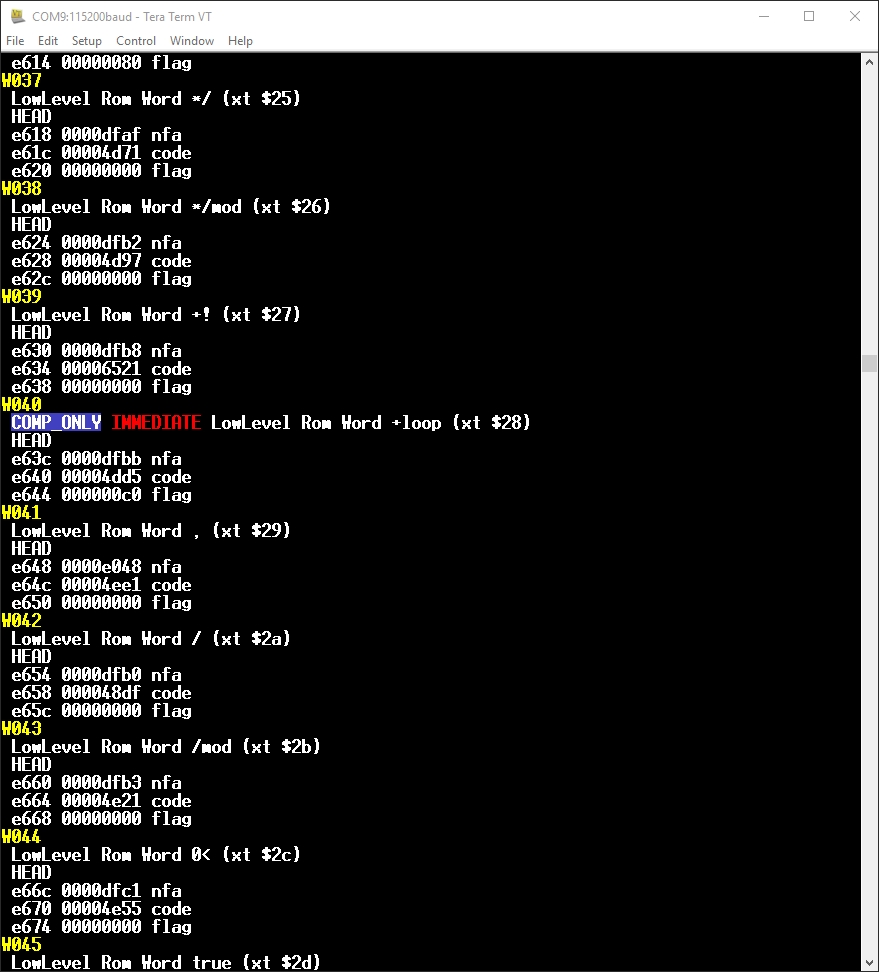 COM9:115200baud - Tera Term VT
File Edit Setup Control Window Help
e614 00000080 flag
W037
LowLevel Rom Word */ (xt $25)
HEAD
e618 0000dfaf nfa
e61c 00004d71 code
e620 00000000 flag
W038
LowLevel Rom Word */mod (xt $26)
HEAD
e624 0000dfb2 nfa
e628 00004d97 code
e62c 00000000 flag
W039
LowLevel Rom Word +! (xt $27)
HEAD
e630 0000dfb8 nfa
e634 00006521 code
e638 00000000 flag
W040
COMP_ONLY IMMEDIATE LowLevel Rom Word +loop (xt $28)
HEAD
e63c 0000dfbb nfa
e640 00004dd5 code
e644 000000c0 flag
W041
LowLevel Rom Word , (xt $29)
HEAD
e648 0000e048 nfa
e64c 00004ee1 code
e650 00000000 flag
W042
LowLevel Rom Word / (xt $2a)
HEAD
e654 0000dfb0 nfa
e658 000048df code
e65c 00000000 flag
W043
LowLevel Rom Word /mod (xt $2b)
HEAD
e660 0000dfb3 nfa
e664 00004e21 code
e668 00000000 flag
W044
LowLevel Rom Word 0< (xt $2c)
HEAD
e66c 0000dfc1 nfa
e670 00004e55 code
e674 00000000 flag
W045
LowLevel Rom Word true (xt $2d)